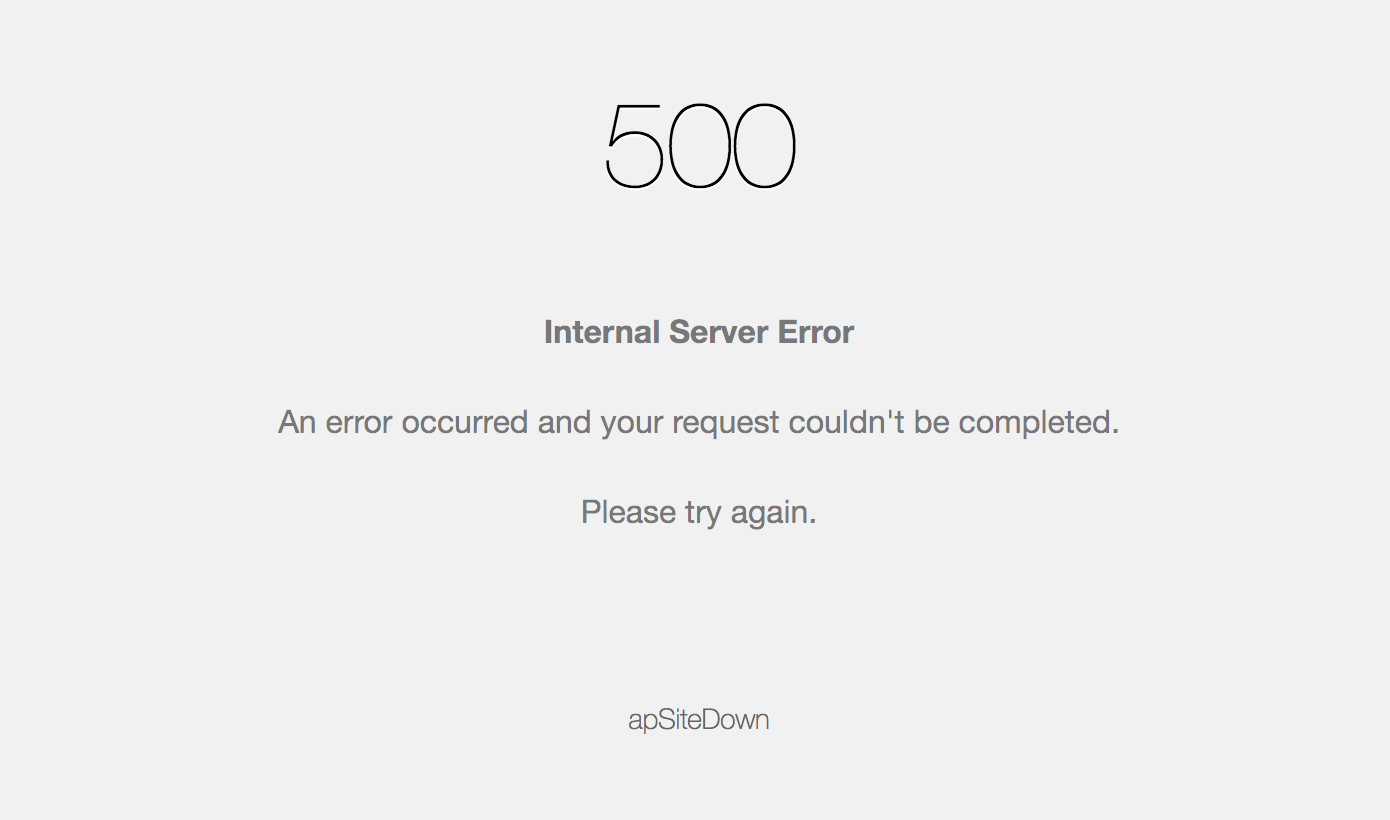 500
Internal Server Error
An error occurred and your request couldn't be completed.
Please try again.
apSiteDown